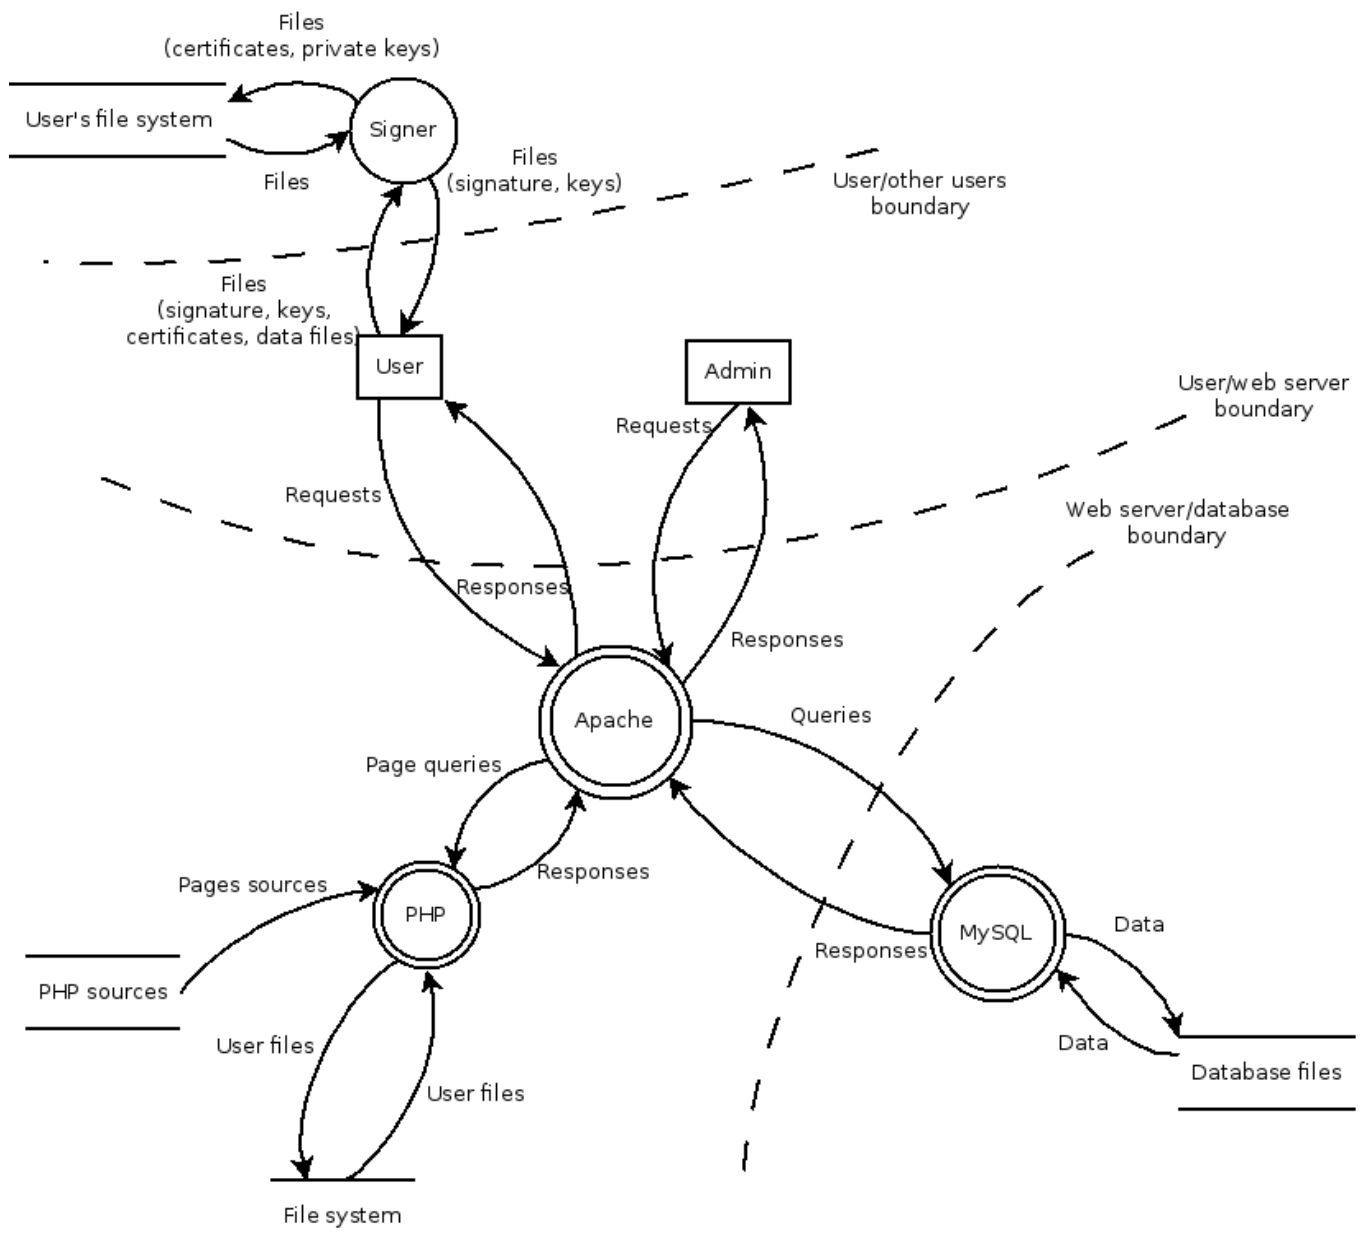 Files
(certificates, private keys)
User's file system
Signer
Files
Files
(signature, keys)
User/other users
boundary
Files
(signature, keys,
certificates, data files)
User
Admin
User/web server
boundary
Requests
Requests
Web server/database
boundary
Responses
Responses
Apache
Queries
Page queries
Responses
Pages sources
PHP
MySQL
Data
Responses
PHP sources
User files
Data
Database files
User files
File system